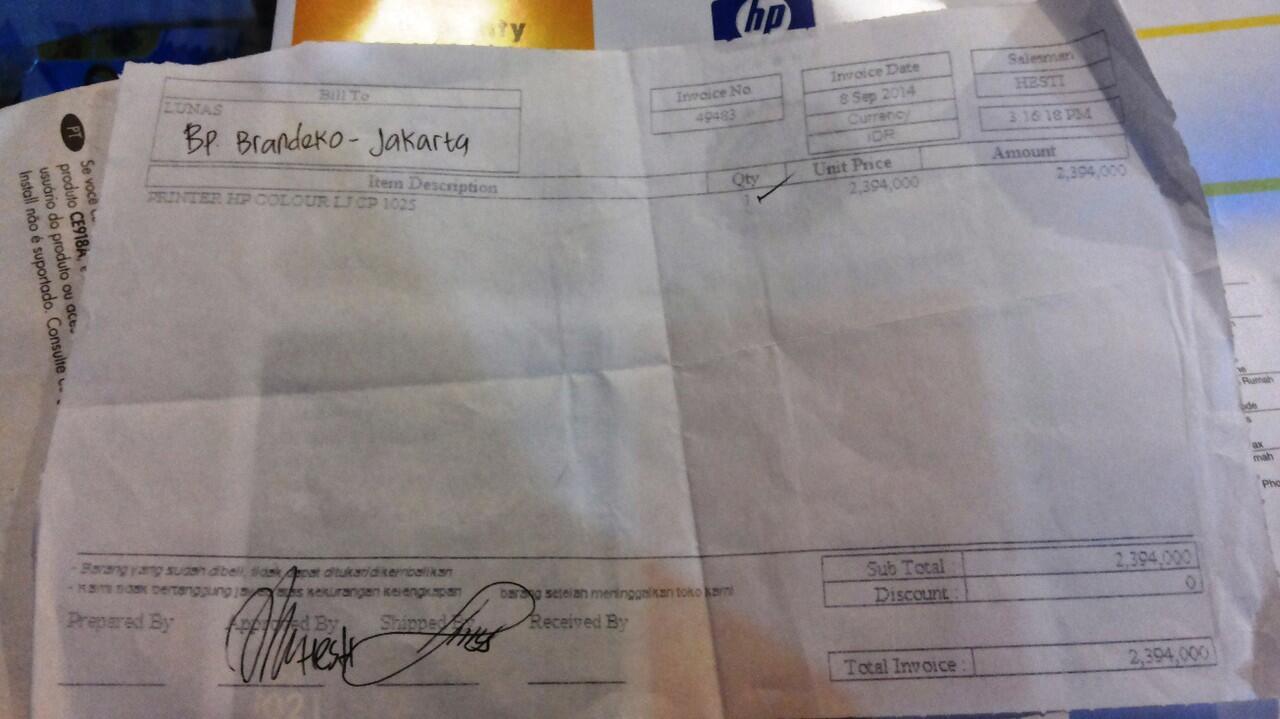 ty
hp
Bill To
LUNAS
Bp. Brandeko - Jakarta
Invoice No
49483
Invoice Date
8 Sep 2014
Currency
IDR
Salesman
HESTI
3:16:18 PM
Item Description Qty Unit Price Amount
PRINTER HP COLOUR LJ CP 1025 1 2,394,000 2,394,000
- Barang yang sudah dibeli, tidak dapat ditukar/dikembalikan
- Kami tidak bertanggung jawab atas kekurangan kelengkapan barang setelah meninggalkan toko kami
Prepared By Approved By Shipped By Received By
Hesti
Sub Total : 2,394,000
Discount : 0
Total Invoice : 2,394,000
PT
Se você
produto CE918A, e
usuário do produto ou
Install não é suportado. Consulte
Rumah